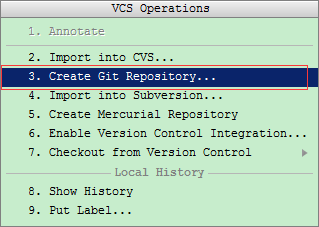 VCS Operations
1. Annotate
2. Import into CVS...
3. Create Git Repository...
4. Import into Subversion...
5. Create Mercurial Repository
6. Enable Version Control Integration...
7. Checkout from Version Control
Local History
8. Show History
9. Put Label...